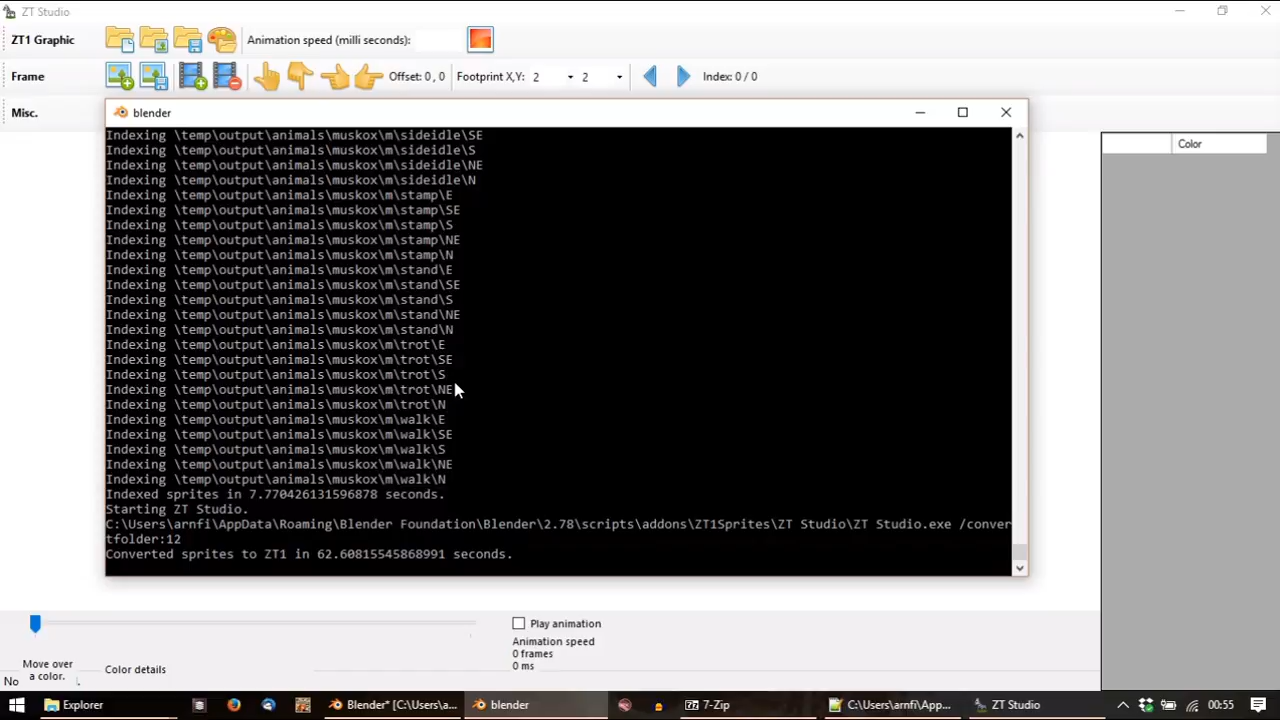 ZT Studio
ZT1 Graphic
Animation speed (milli seconds):
Frame
Offset: 0 , 0
Footprint X,Y:
2
2
Index: 0 / 0
Misc.
blender
Color
Indexing \temp\output\animals\muskox\m\sideidle\SE
Indexing \temp\output\animals\muskox\m\sideidle\S
Indexing \temp\output\animals\muskox\m\sideidle\NE
Indexing \temp\output\animals\muskox\m\sideidle\N
Indexing \temp\output\animals\muskox\m\stamp\E
Indexing \temp\output\animals\muskox\m\stamp\SE
Indexing \temp\output\animals\muskox\m\stamp\S
Indexing \temp\output\animals\muskox\m\stamp\NE
Indexing \temp\output\animals\muskox\m\stamp\N
Indexing \temp\output\animals\muskox\m\stand\E
Indexing \temp\output\animals\muskox\m\stand\SE
Indexing \temp\output\animals\muskox\m\stand\S
Indexing \temp\output\animals\muskox\m\stand\NE
Indexing \temp\output\animals\muskox\m\stand\N
Indexing \temp\output\animals\muskox\m\trot\E
Indexing \temp\output\animals\muskox\m\trot\SE
Indexing \temp\output\animals\muskox\m\trot\S
Indexing \temp\output\animals\muskox\m\trot\NE
Indexing \temp\output\animals\muskox\m\trot\N
Indexing \temp\output\animals\muskox\m\walk\E
Indexing \temp\output\animals\muskox\m\walk\SE
Indexing \temp\output\animals\muskox\m\walk\S
Indexing \temp\output\animals\muskox\m\walk\NE
Indexing \temp\output\animals\muskox\m\walk\N
Indexed sprites in 7.770426131596878 seconds.
Starting ZT Studio.
C:\Users\arnfi\AppData\Roaming\Blender Foundation\Blender\2.78\scripts\addons\ZT1Sprites\ZT Studio\ZT Studio.exe /conver
tfolder:12
Converted sprites to ZT1 in 62.60815545868991 seconds.
Play animation
Animation speed
0 frames
0 ms
Move over
a color.
Color details
No
Explorer
Blender* [C:\Users\a...
blender
7-Zip
C:\Users\arnfi\App...
ZT Studio
00:55